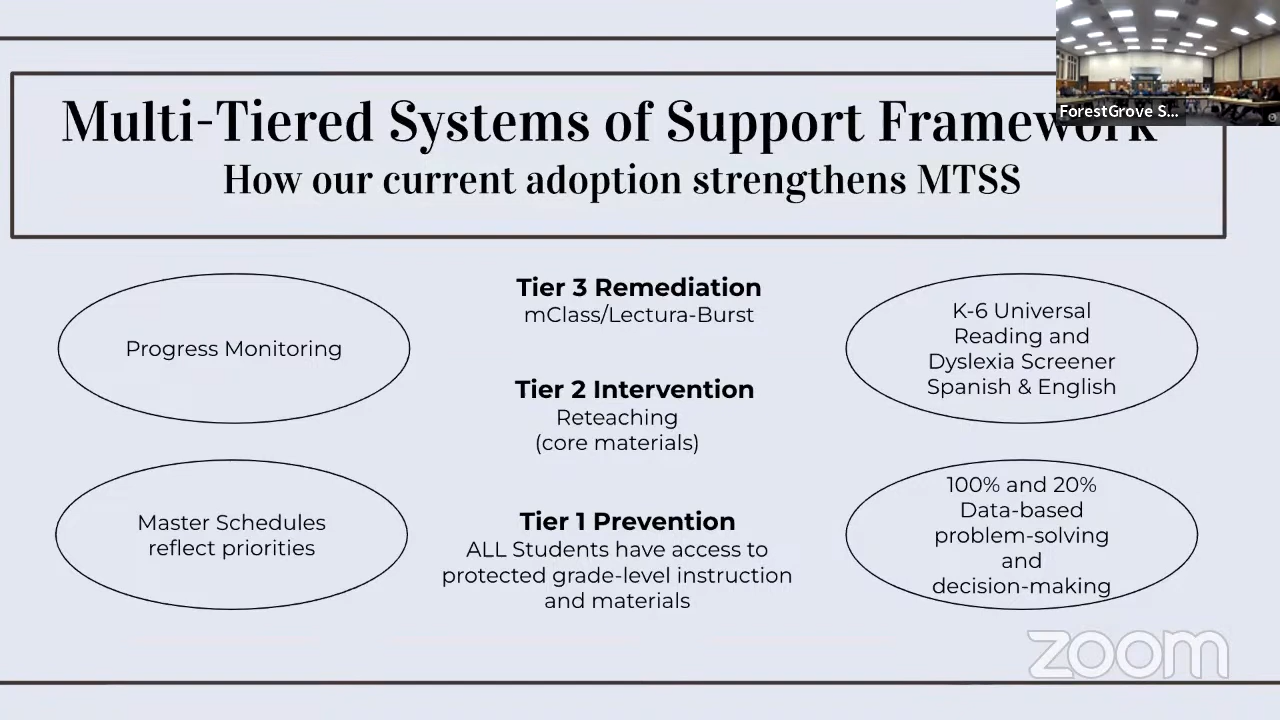 Multi-Tiered Systems of Support Framework
How our current adoption strengthens MTSS
ForestGrove S...
Progress Monitoring
Tier 3 Remediation
mClass/Lectura-Burst
K-6 Universal
Reading and
Dyslexia Screener
Spanish & English
Tier 2 Intervention
Reteaching
(core materials)
Master Schedules
reflect priorities
Tier 1 Prevention
ALL Students have access to
protected grade-level instruction
and materials
100% and 20%
Data-based
problem-solving
and
decision-making
zoom